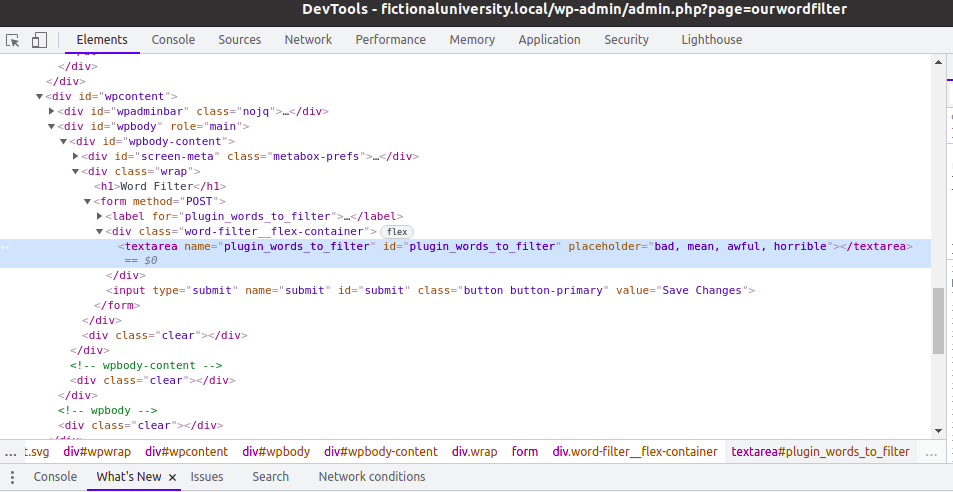 DevTools - fictionaluniversity.local/wp-admin/admin.php?page=ourwordfilter
Elements Console Sources Network Performance Memory Application Security Lighthouse
</div>
</div>
<div id="wpcontent">
<div id="wpadminbar" class="nojq">…</div>
<div id="wpbody" role="main">
<div id="wpbody-content">
<div id="screen-meta" class="metabox-prefs">…</div>
<div class="wrap">
<h1>Word Filter</h1>
<form method="POST">
<label for="plugin_words_to_filter">…</label>
<div class="word-filter__flex-container"> flex
<textarea name="plugin_words_to_filter" id="plugin_words_to_filter" placeholder="bad, mean, awful, horrible"></textarea>
== $0
</div>
<input type="submit" name="submit" id="submit" class="button button-primary" value="Save Changes">
</form>
</div>
<div class="clear"></div>
</div>
<!-- wpbody-content -->
<div class="clear"></div>
</div>
<!-- wpbody -->
<div class="clear"></div>
... t.svg div#wpwrap div#wpcontent div#wpbody div#wpbody-content div.wrap form div.word-filter__flex-container textarea#plugin_words_to_filter ...
Console What's New × Issues Search Network conditions